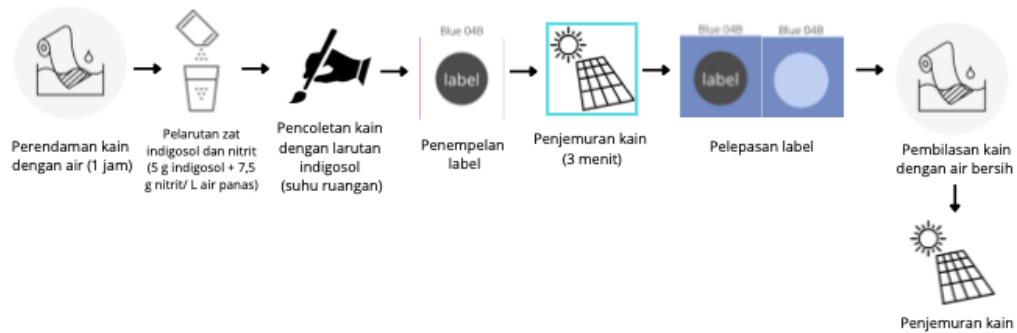 Perendaman kain
dengan air (1 jam)
Pelarutan zat
indigosol dan nitrit
(5 g indigosol + 7,5
g nitrit/ L air panas)
Pencoletan kain
dengan larutan
indigosol
(suhu ruangan)
Blue 04B
label
Penempelan
label
Penjemuran kain
(3 menit)
Blue 04B
Blue 04B
label
Pelepasan label
Pembilasan kain
dengan air bersih
Penjemuran kain